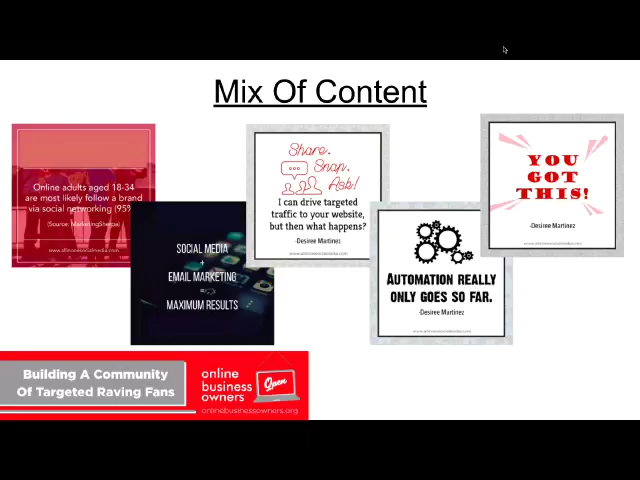 Mix Of Content
Online adults aged 18-34
are most likely follow a brand
via social networking (95%
(Source: MarketingSherpa)
SOCIAL MEDIA
+
EMAIL MARKETING
=
MAXIMUM RESULTS
Share.
Snap.
Ask!
I can drive targeted
traffic to your website,
but then what happens?
-Desiree Martinez
AUTOMATION REALLY
ONLY GOES SO FAR.
-Desiree Martinez
YOU
GOT
THIS!
-Desiree Martinez
Building A Community
Of Targeted Raving Fans
online
business
owners
Open
onlinebusinessowners.org